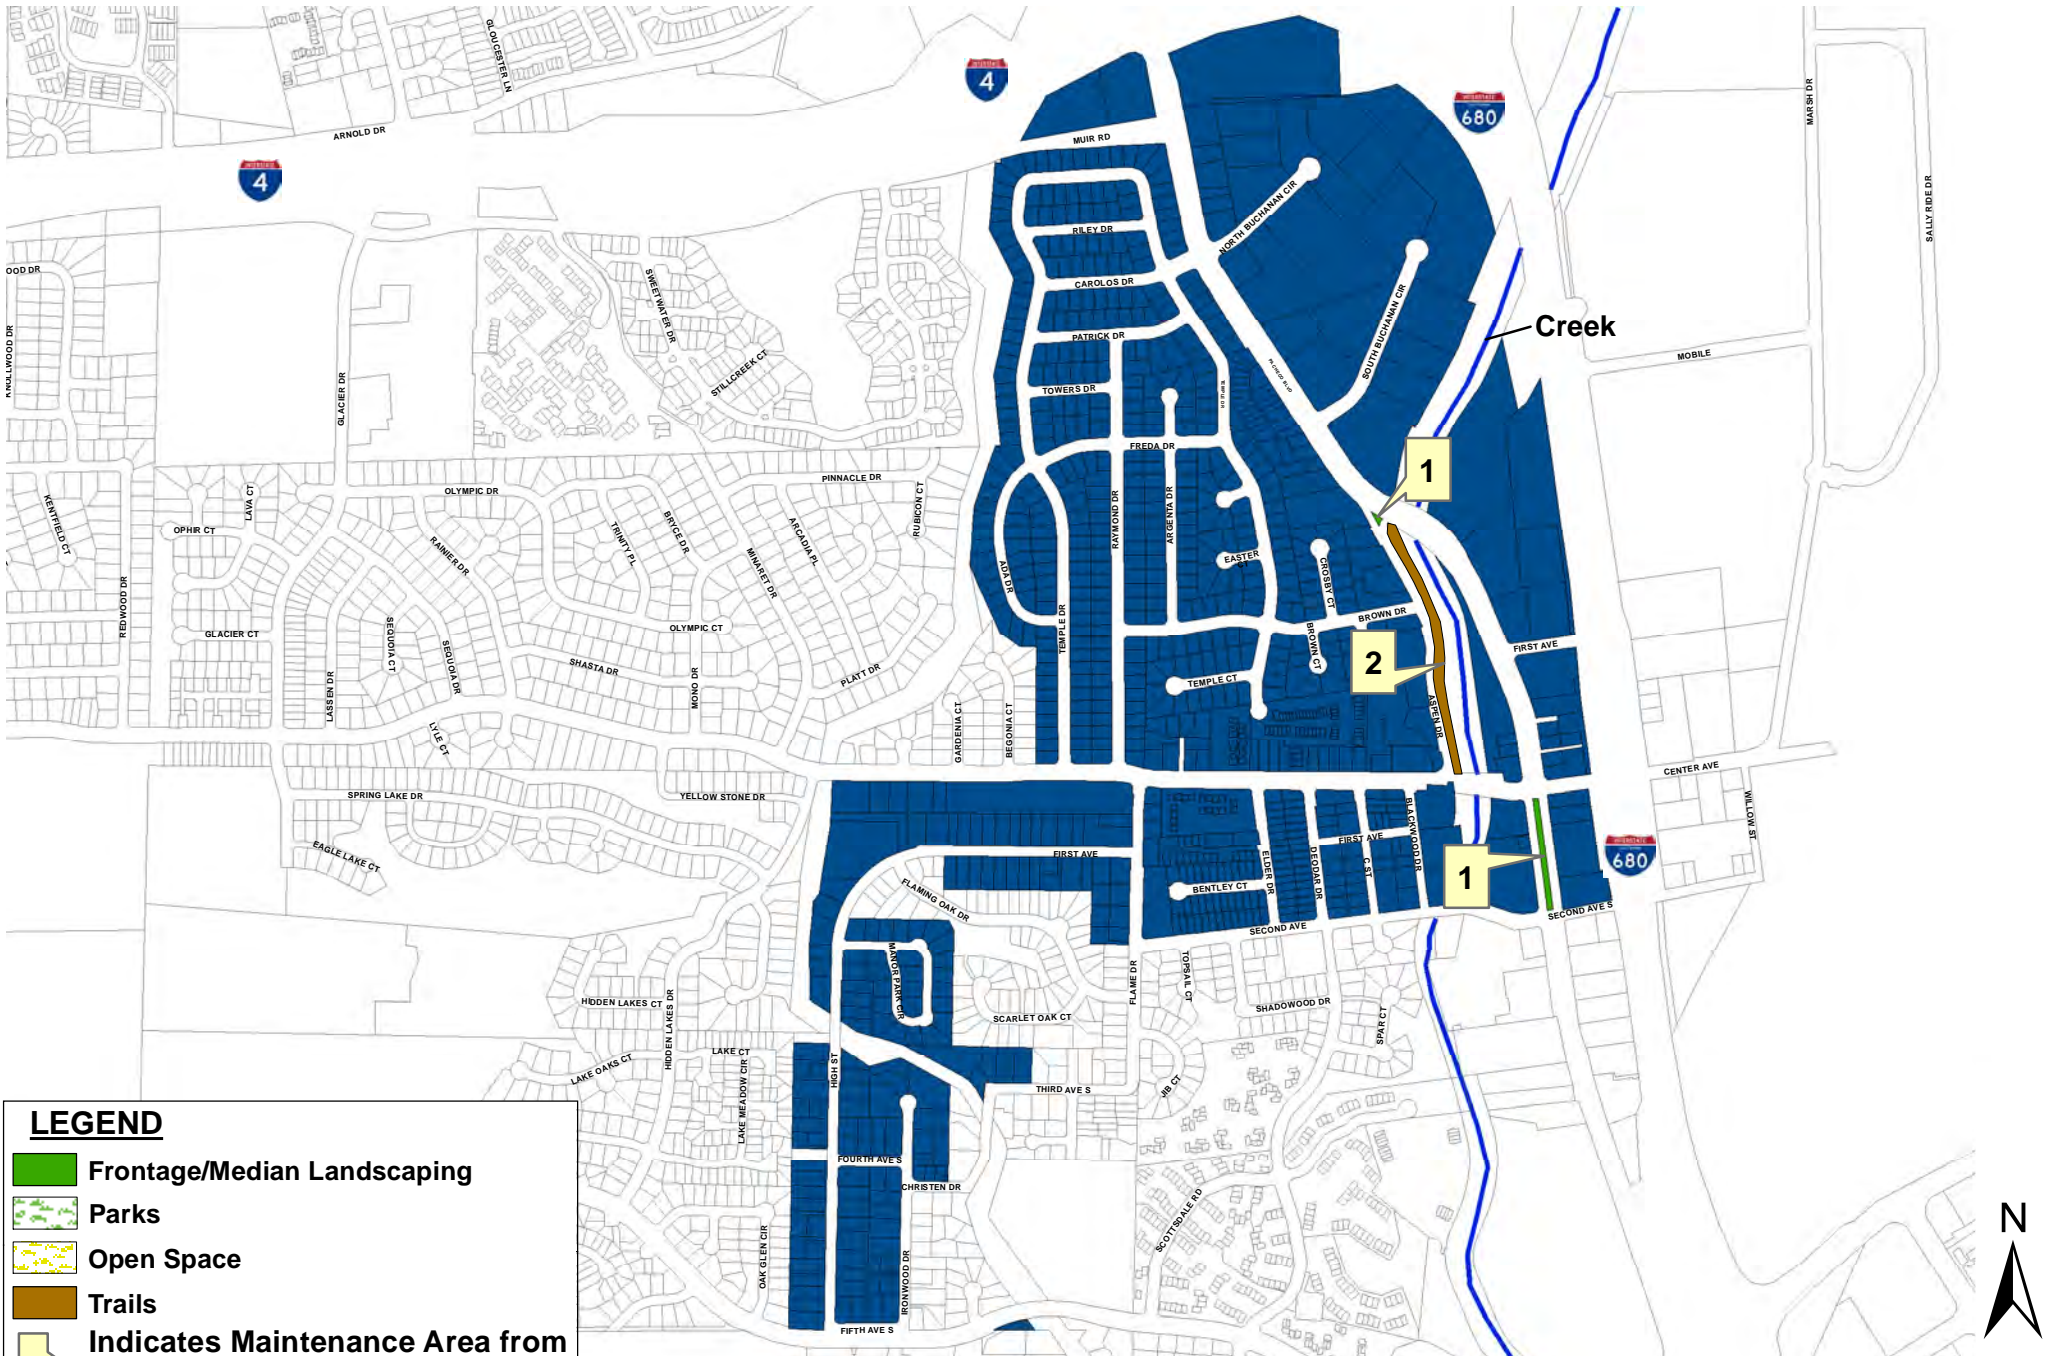 GLOUCESTER LN
ARNOLD DR
INTERSTATE
4
INTERSTATE
4
INTERSTATE
680
MARSH DR
SALLY RIDE DR
MUIR RD
NORTH BUCHANAN CIR
RILEY DR
CAROLOS DR
PATRICK DR
TOWERS DR
SOUTH BUCHANAN CIR
PACHECO BLVD
TEMPLE DR
Creek
MOBILE
OOD DR
KNOLLWOOD DR
GLACIER DR
SWEETWATER DR
STILLCREEK CT
FREDA DR
1
OLYMPIC DR
PINNACLE DR
LAVA CT
OPHIR CT
KENTFIELD CT
RAINIER DR
TRINITY PL
BRYCE DR
ARCADIA PL
MINARET DR
RUBICON CT
RAYMOND DR
ARGENTA DR
EASTER CT
CROSBY CT
BROWN DR
ADA DR
TEMPLE DR
REDWOOD DR
GLACIER CT
SEQUOIA CT
SEQUOIA DR
OLYMPIC CT
SHASTA DR
LASSEN DR
MONO DR
PLATT DR
BROWN CT
2
FIRST AVE
TEMPLE CT
ASPEN DR
LYLE CT
GARDENIA CT
BEGONIA CT
CENTER AVE
WILLOW ST
SPRING LAKE DR
YELLOW STONE DR
EAGLE LAKE CT
FIRST AVE
FLAMING OAK DR
BENTLEY CT
ELDER DR
DEODAR DR
FIRST AVE
C ST
BLACKWOOD DR
1
INTERSTATE
680
SECOND AVE S
SECOND AVE
MANOR PARK CIR
FLAME DR
TOPSAIL CT
SHADOWOOD DR
SPAR CT
HIDDEN LAKES CT
HIDDEN LAKES DR
SCARLET OAK CT
LAKE OAKS CT
LAKE CT
LAKE MEADOW CIR
HIGH ST
THIRD AVE S
JIB CT
FOURTH AVE S
CHRISTEN DR
SCOTTSDALE RD
OAK GLEN CIR
IRONWOOD DR
FIFTH AVE S
LEGEND
Frontage/Median Landscaping
Parks
Open Space
Trails
Indicates Maintenance Area from
N